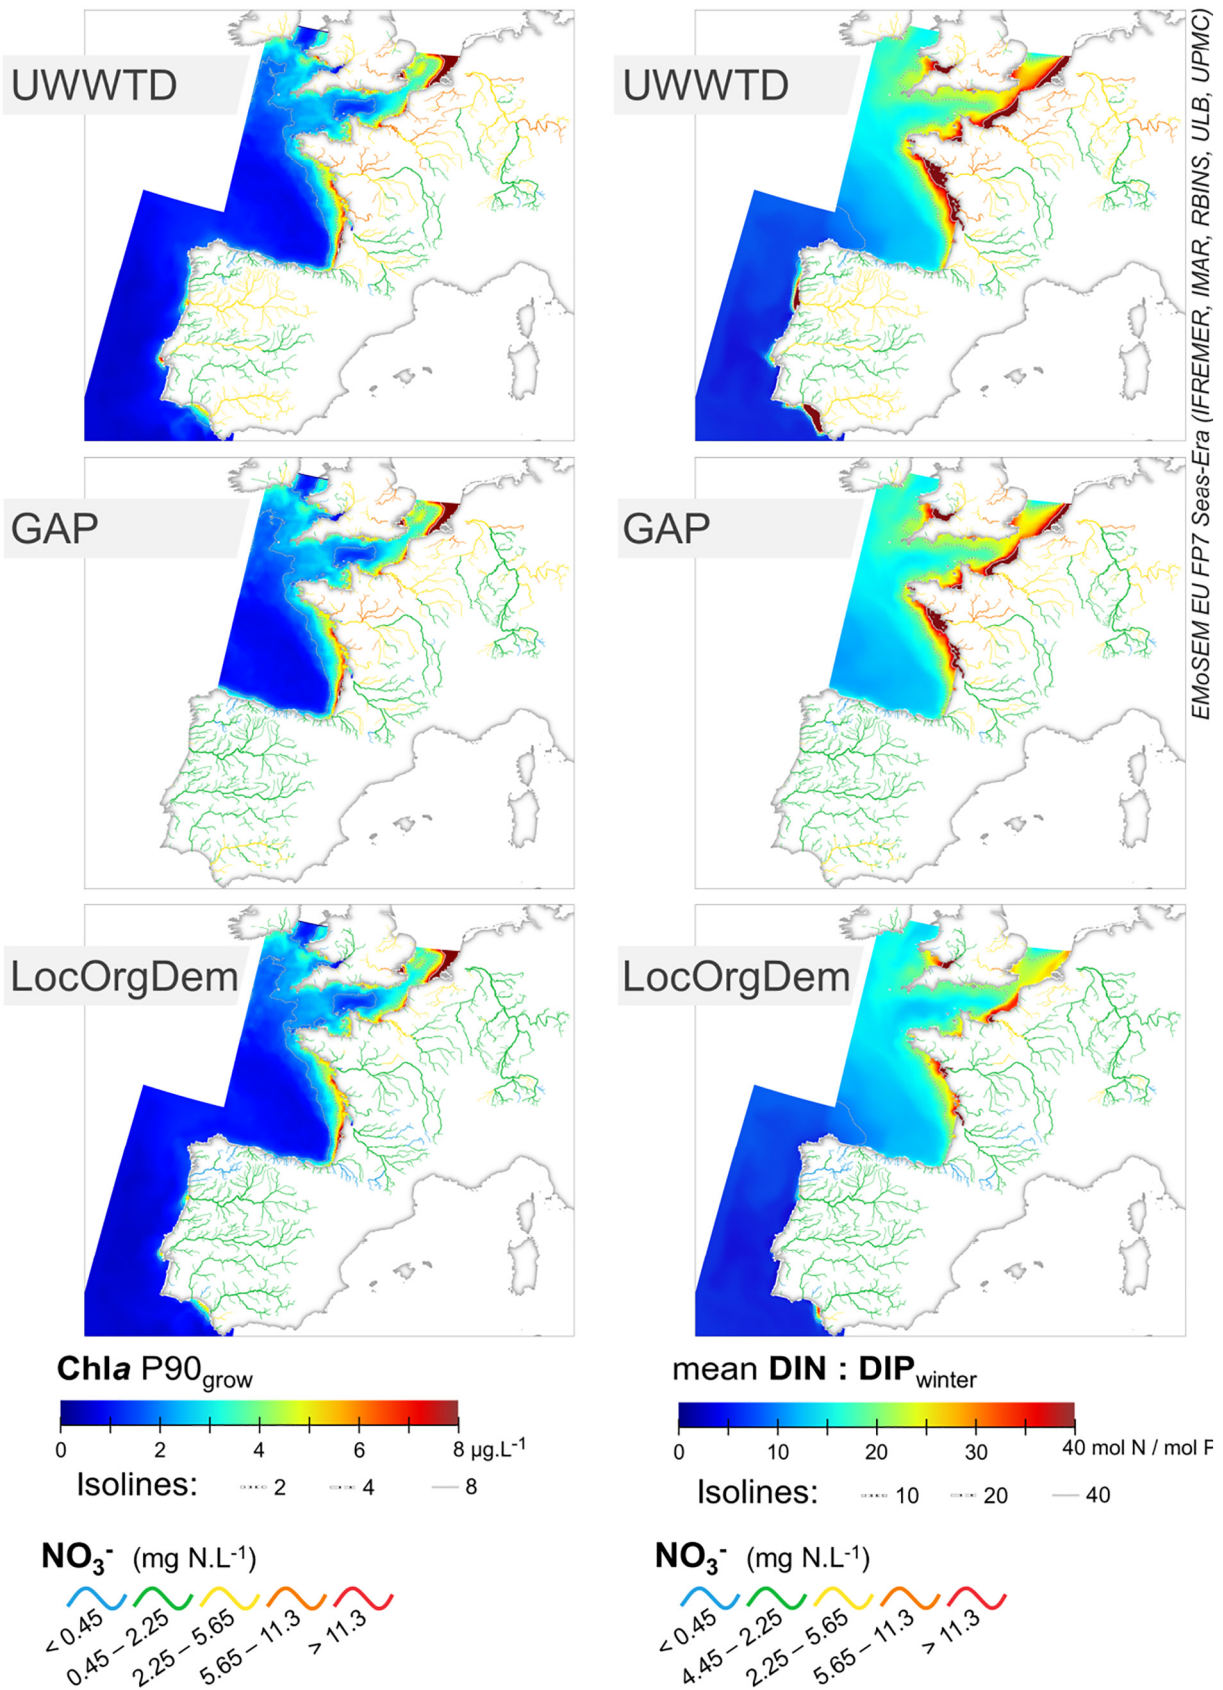 UWWTD
UWWTD
EMoSEM EU FP7 Seas-Era (IFREMER, IMAR, RBINS, ULB, UPMC)
GAP
GAP
LocOrgDem
LocOrgDem
Chla P90grow
0 2 4 6 8 µg.L-1
Isolines: 2 4 8
mean DIN : DIPwinter
0 10 20 30 40 mol N / mol P
Isolines: 10 20 40
NO3- (mg N.L-1)
< 0.45 0.45 – 2.25 2.25 – 5.65 5.65 – 11.3 > 11.3
NO3- (mg N.L-1)
< 0.45 4.45 – 2.25 2.25 – 5.65 5.65 – 11.3 > 11.3